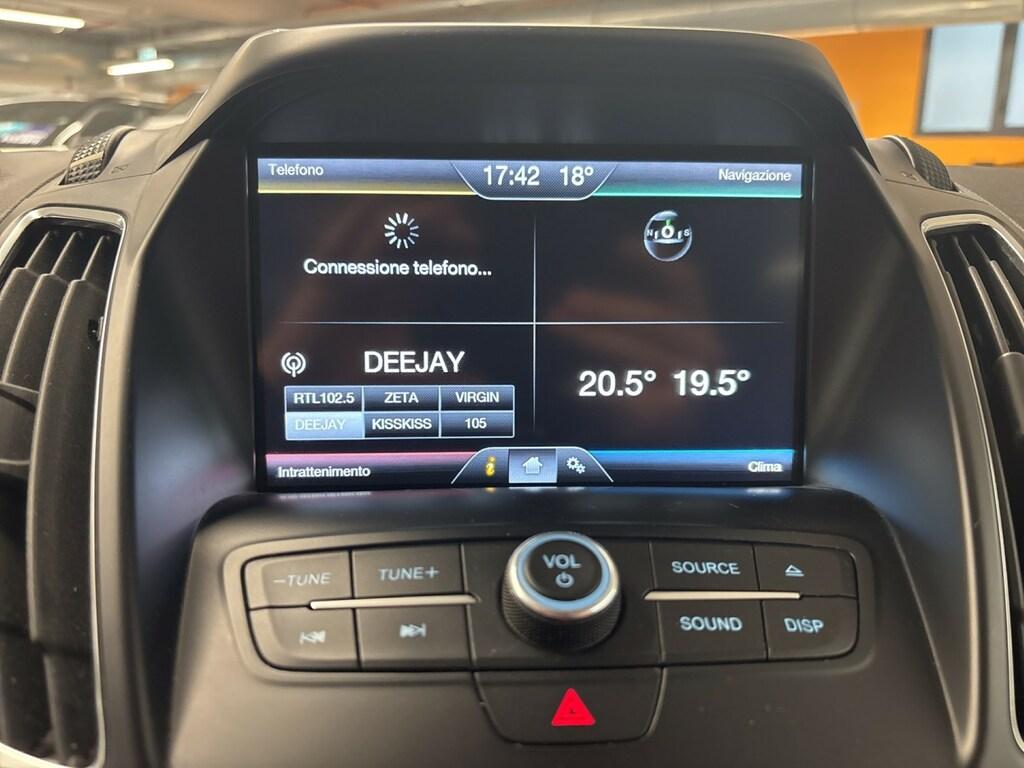 Telefono
17:42 18°
Navigazione
Connessione telefono...
DEEJAY
RTL102.5 ZETA VIRGIN
DEEJAY KISSKISS 105
20.5° 19.5°
Intrattenimento
i
Clima
–TUNE
TUNE+
VOL
SOURCE
SOUND
DISP